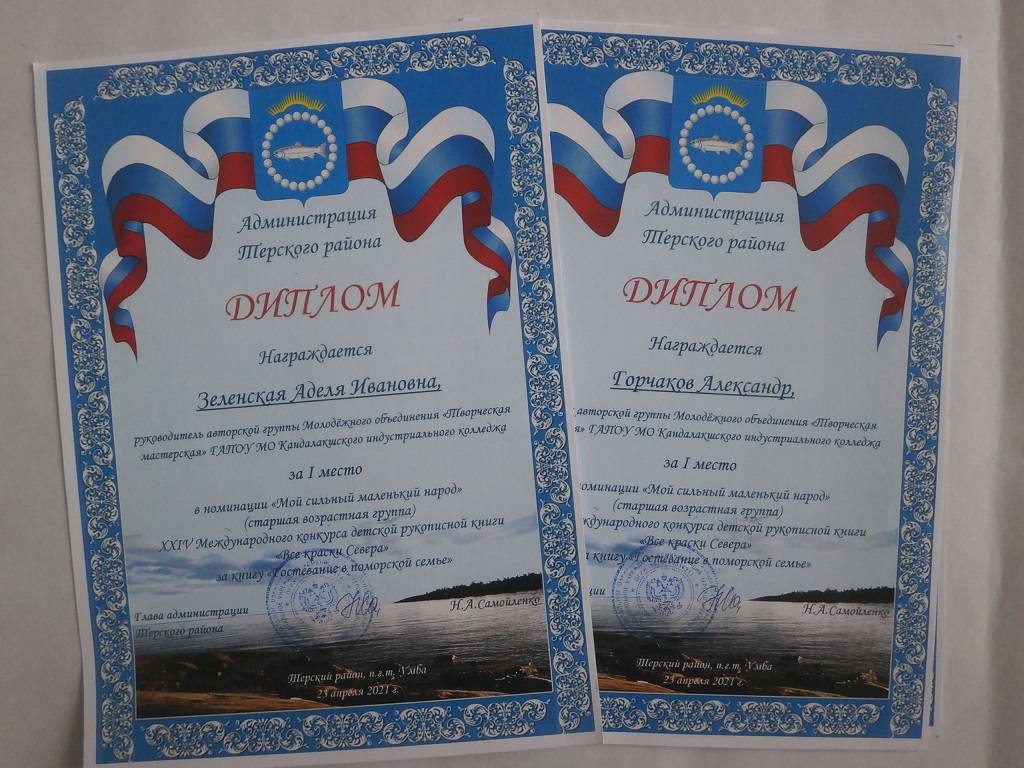 Администрация
Терского района
ДИПЛОМ
Награждается
Зеленская Аделя Ивановна,
руководитель авторской группы Молодёжного объединения «Творческая
мастерская» ГАПОУ МО Кандалакшского индустриального колледжа
за I место
в номинации «Мой сильный маленький народ»
(старшая возрастная группа)
XXIV Международного конкурса детской рукописной книги
«Все краски Севера»
за книгу «Гостевание в поморской семье»
Глава администрации
Терского района
Н.А.Самойленко
Терский район, п.г.т. Умба
23 апреля 2021 г.
Администрация
Терского района
ДИПЛОМ
Награждается
Горчаков Александр,
авторской группы Молодёжного объединения «Творческая
я» ГАПОУ МО Кандалакшского индустриального колледжа
за I место
номинации «Мой сильный маленький народ»
(старшая возрастная группа)
ждународного конкурса детской рукописной книги
«Все краски Севера»
а книгу «Гостевание в поморской семье»
ции
Н.А.Самойленко
Терский район, п.г.т. Умба
23 апреля 2021 г.